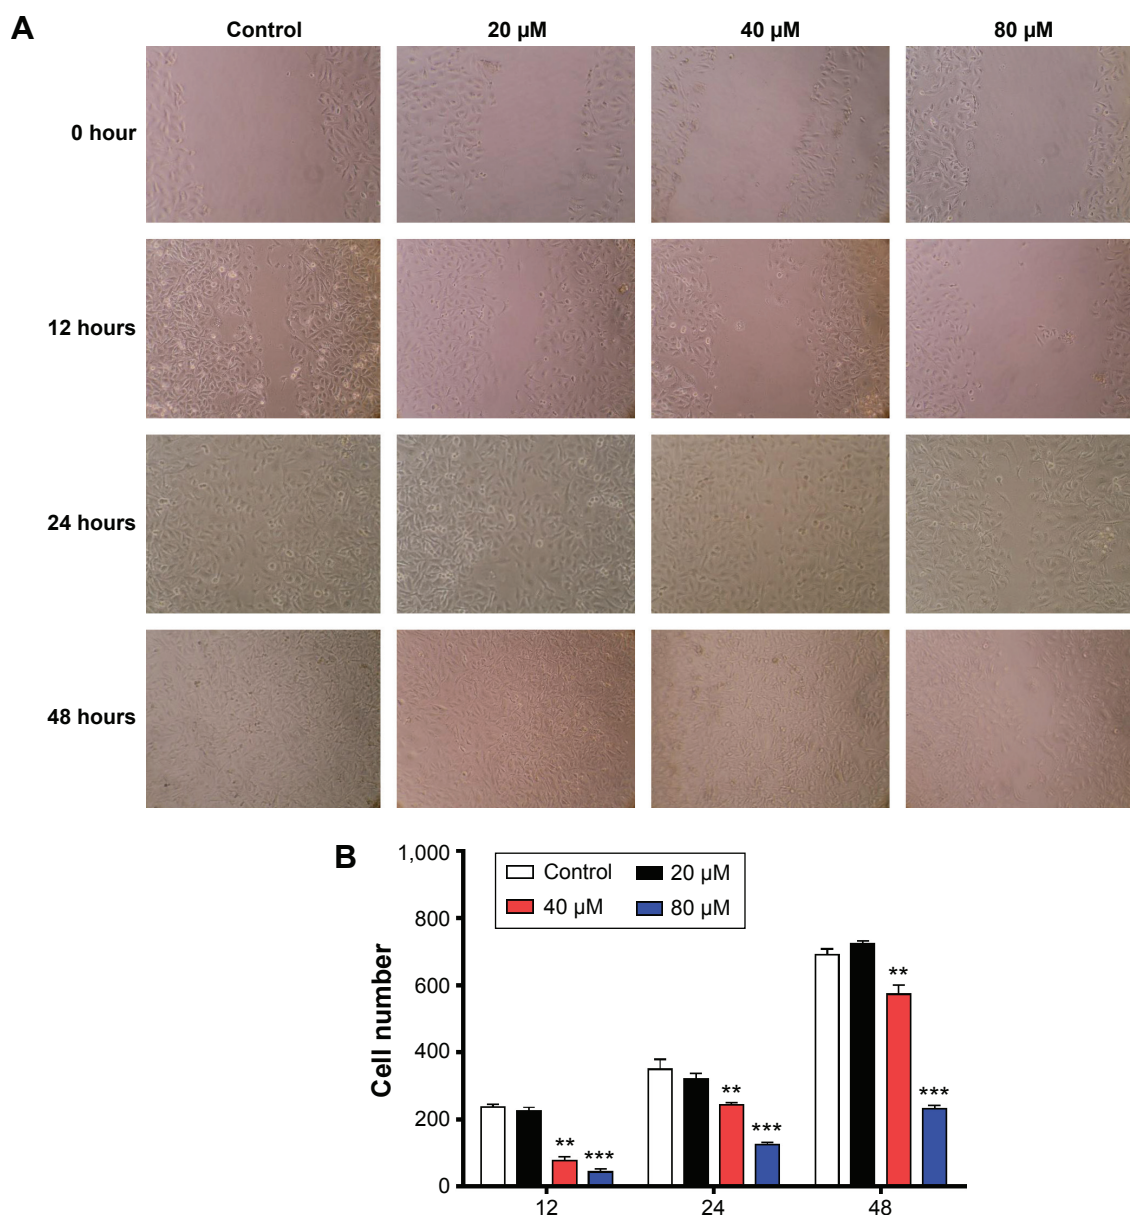 A
Control 20 µM 40 µM 80 µM
0 hour
12 hours
24 hours
48 hours
B
1,000
800
600
400
200
0
Cell number
Control 20 µM
40 µM 80 µM
** ***
** ***
** ***
12 24 48